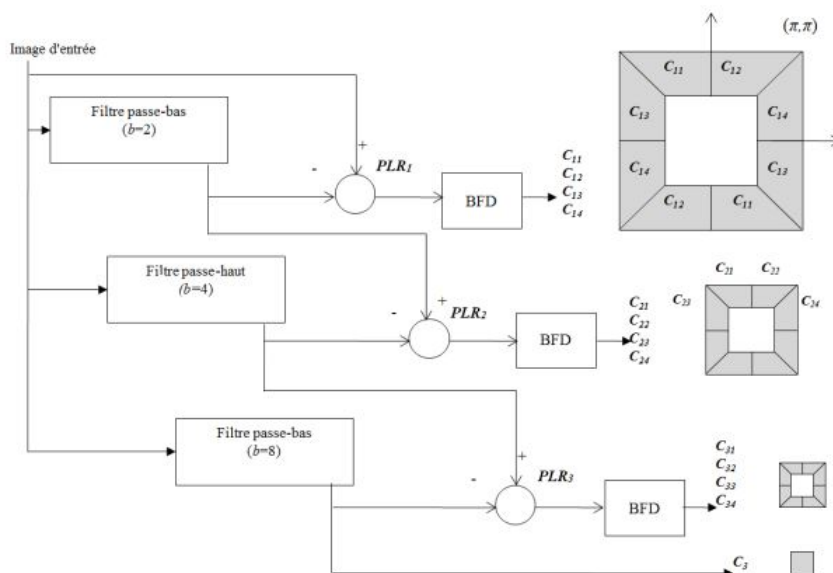 (π,π)
Image d'entrée
C11 C12
Filtre passe-bas
(b=2)
C13 C14
+
- PLR1
C11
C12
C13
C14
BFD
C14 C13
C12 C11
Filtre passe-haut
(b=4)
C21 C22
+
- PLR2
C21
C22
C23
C24
C23 C24
BFD
Filtre passe-bas
(b=8)
+
- PLR3
C31
C32
C33
C34
BFD
C3